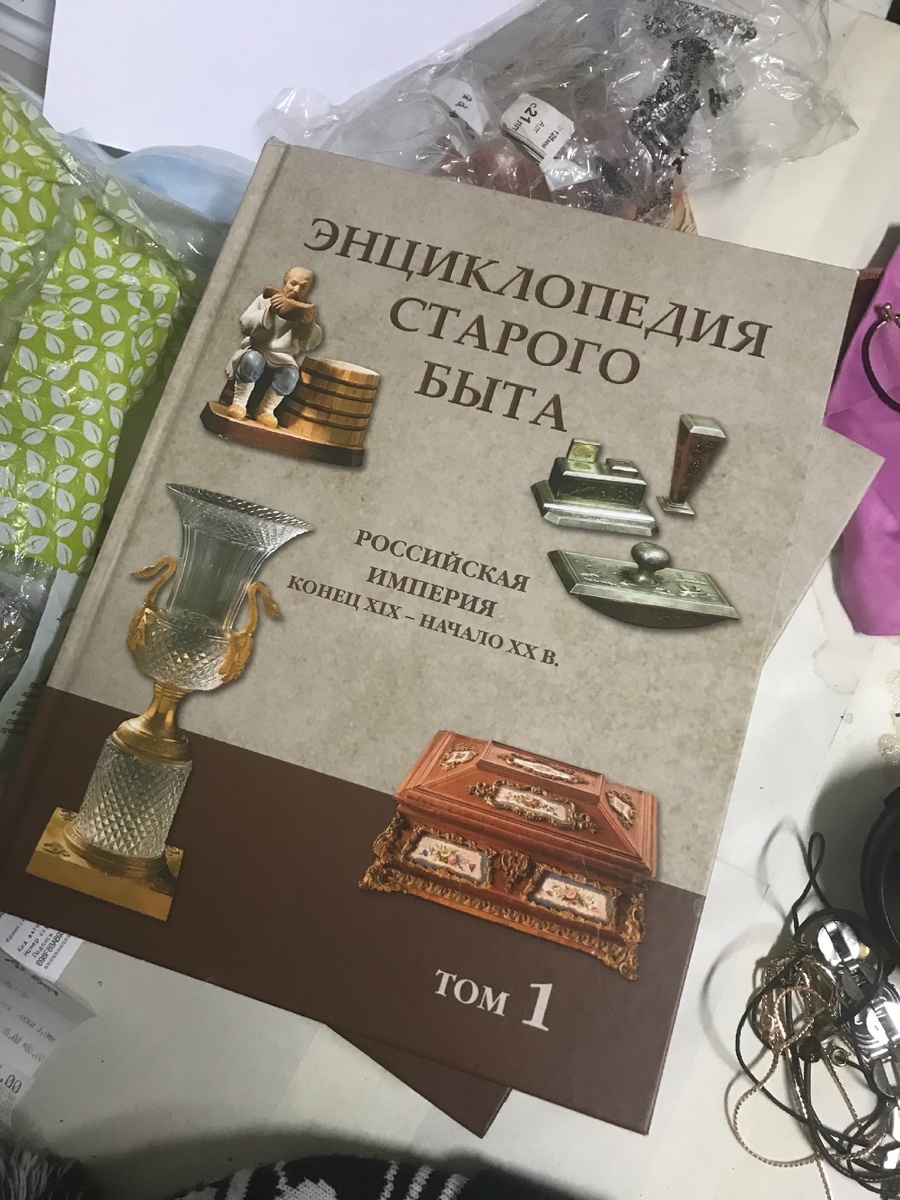 ЭНЦИКЛОПЕДИЯ
СТАРОГО
БЫТА
РОССИЙСКАЯ
ИМПЕРИЯ
КОНЕЦ XIX – НАЧАЛО XX В.
ТОМ 1